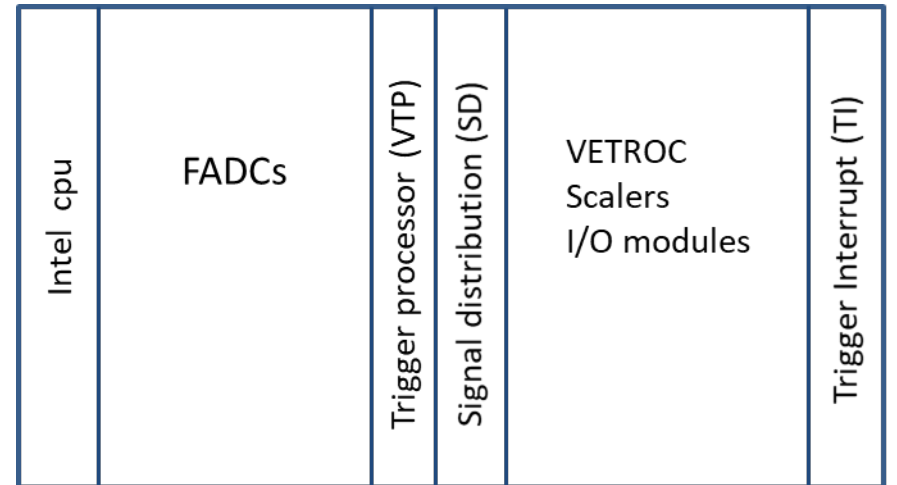 Intel cpu
FADCs
Trigger processor (VTP)
Signal distribution (SD)
VETROC
Scalers
I/O modules
Trigger Interrupt (TI)